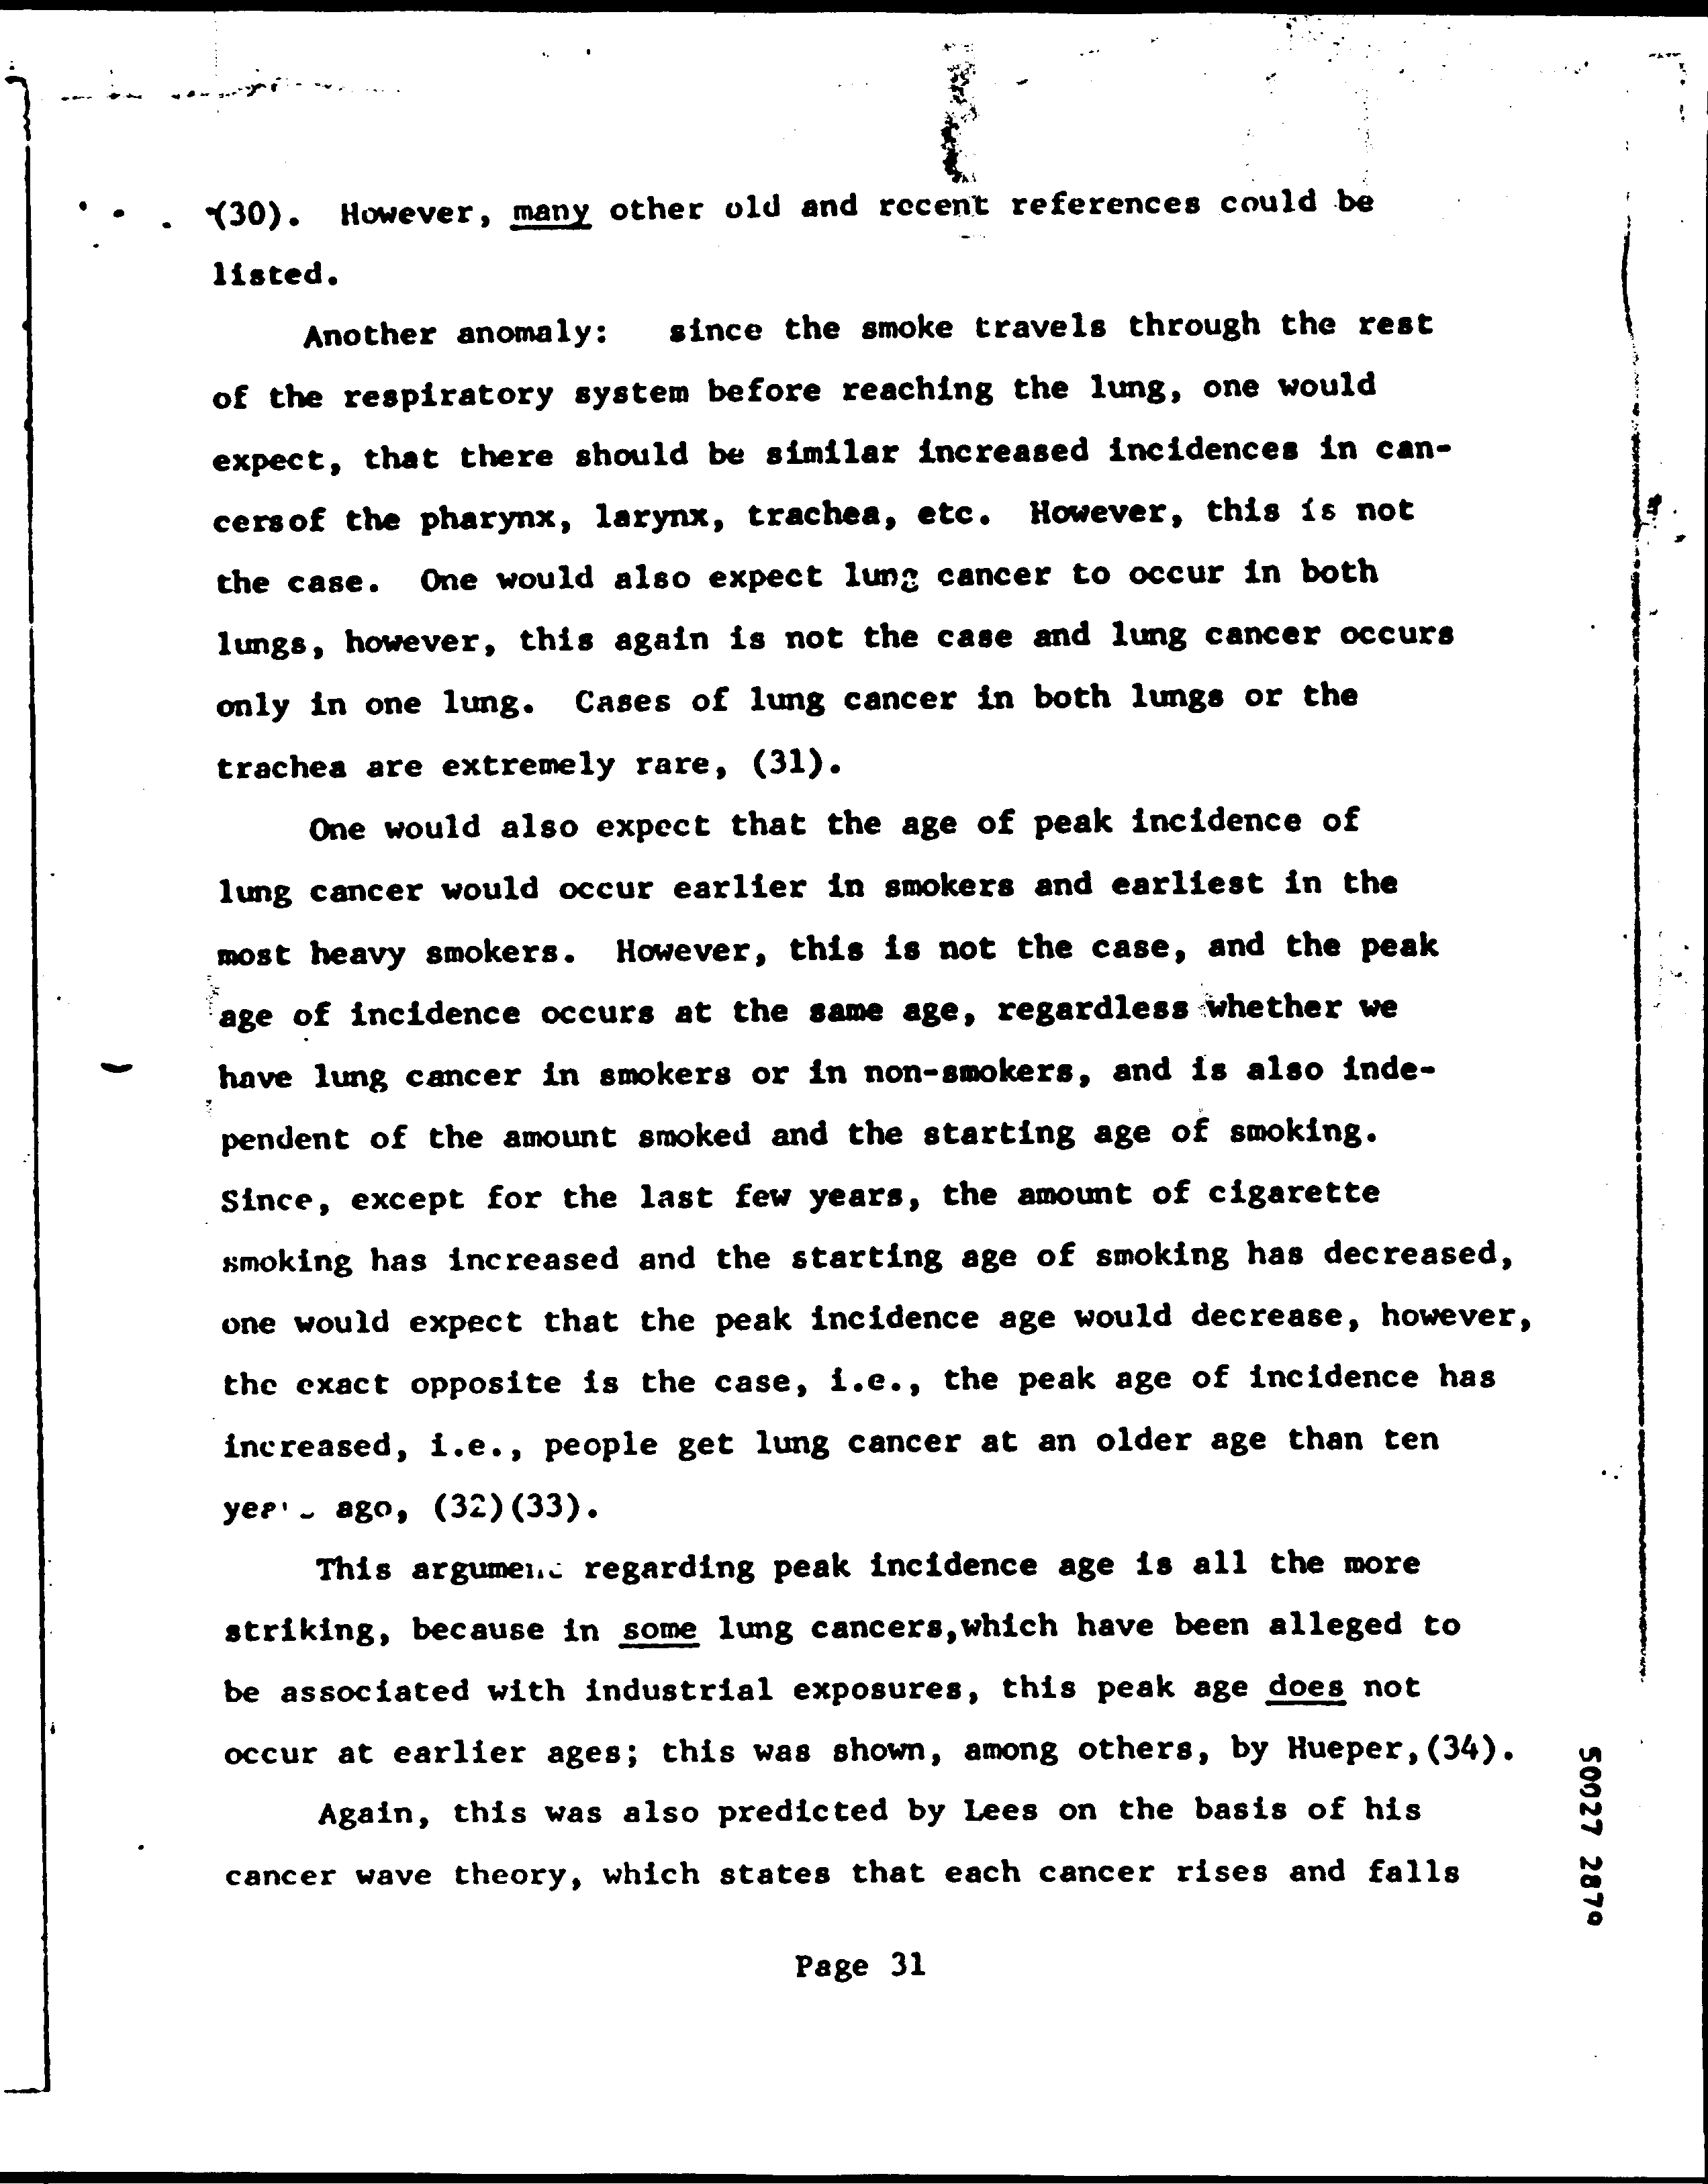 (30). However, many other old and recent references could be
listed.
Another anomaly: since the smoke travels through the rest
of the respiratory system before reaching the lung, one would
expect, that there should be similar increased incidences in can-
cersof the pharynx, larynx, trachea, etc. However, this is not
the case. One would also expect lung cancer to occur in both
lungs, however, this again is not the case and lung cancer occurs
only in one lung. Cases of lung cancer in both lungs or the
trachea are extremely rare, (31).
One would also expect that the age of peak incidence of
lung cancer would occur earlier in smokers and earliest in the
most heavy smokers. However, this is not the case, and the peak
age of incidence occurs at the same age, regardless whether we
have lung cancer in smokers or in non-smokers, and is also inde-
pendent of the amount smoked and the starting age of smoking.
Since, except for the last few years, the amount of cigarette
smoking has increased and the starting age of smoking has decreased,
one would expect that the peak incidence age would decrease, however,
the exact opposite is the case, i.e., the peak age of incidence has
increased, i.e., people get lung cancer at an older age than ten
ago, (32)(33).
This argument regarding peak incidence age is all the more
striking, because in some lung cancers,which have been alleged to
be associated with industrial exposures, this peak age does not
occur at earlier ages; this was shown, among others, by Hueper,(34).
Again, this was also predicted by Lees on the basis of his
cancer wave theory, which states that each cancer rises and falls
Page 31
50027 2870